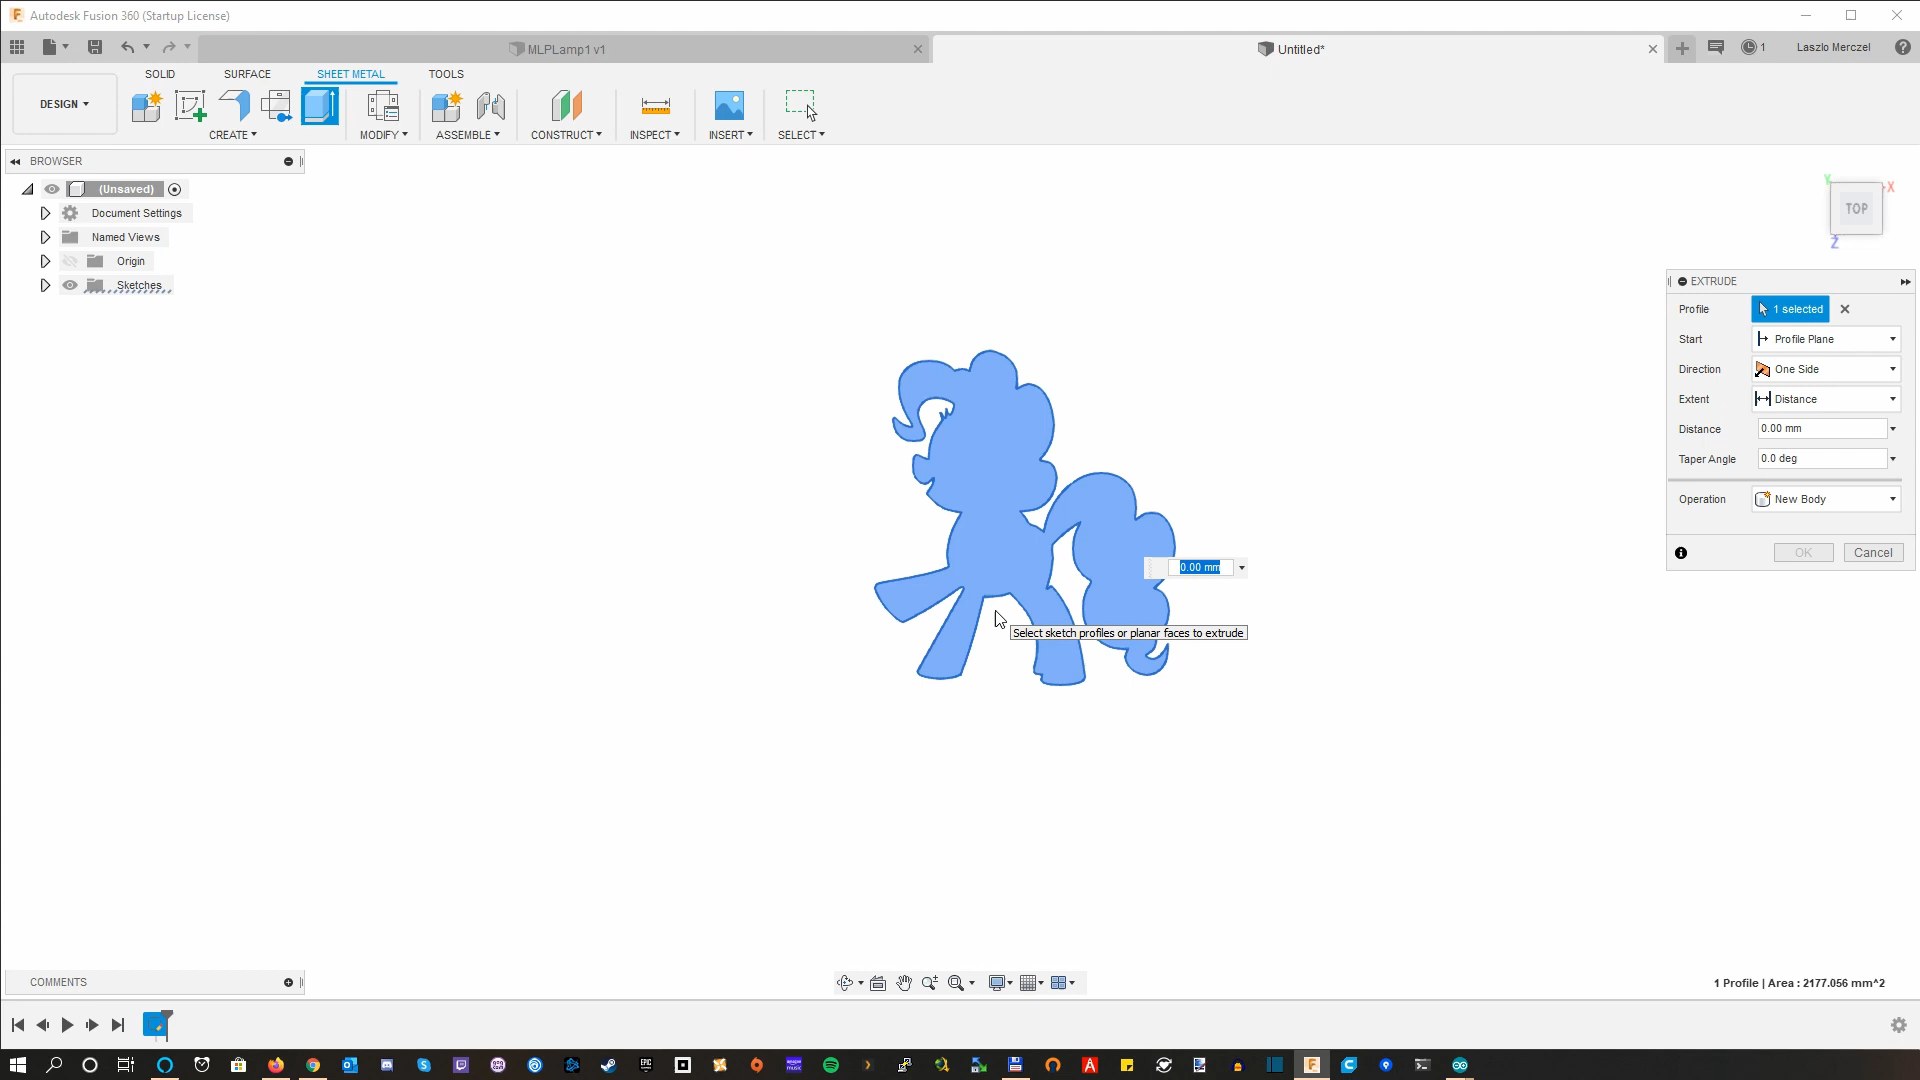 Autodesk Fusion 360 (Startup License)
MLPLamp1 v1
Untitled*
1
Laszlo Merczel
DESIGN
SOLID
SURFACE
SHEET METAL
TOOLS
CREATE
MODIFY
ASSEMBLE
CONSTRUCT
INSPECT
INSERT
SELECT
BROWSER
(Unsaved)
Document Settings
Named Views
Origin
Sketches
Y
X
TOP
Z
EXTRUDE
Profile
1 selected
Start
Profile Plane
Direction
One Side
Extent
Distance
Distance
0.00 mm
Taper Angle
0.0 deg
Operation
New Body
OK
Cancel
0.00 mm
Select sketch profiles or planar faces to extrude
COMMENTS
1 Profile | Area : 2177.056 mm^2